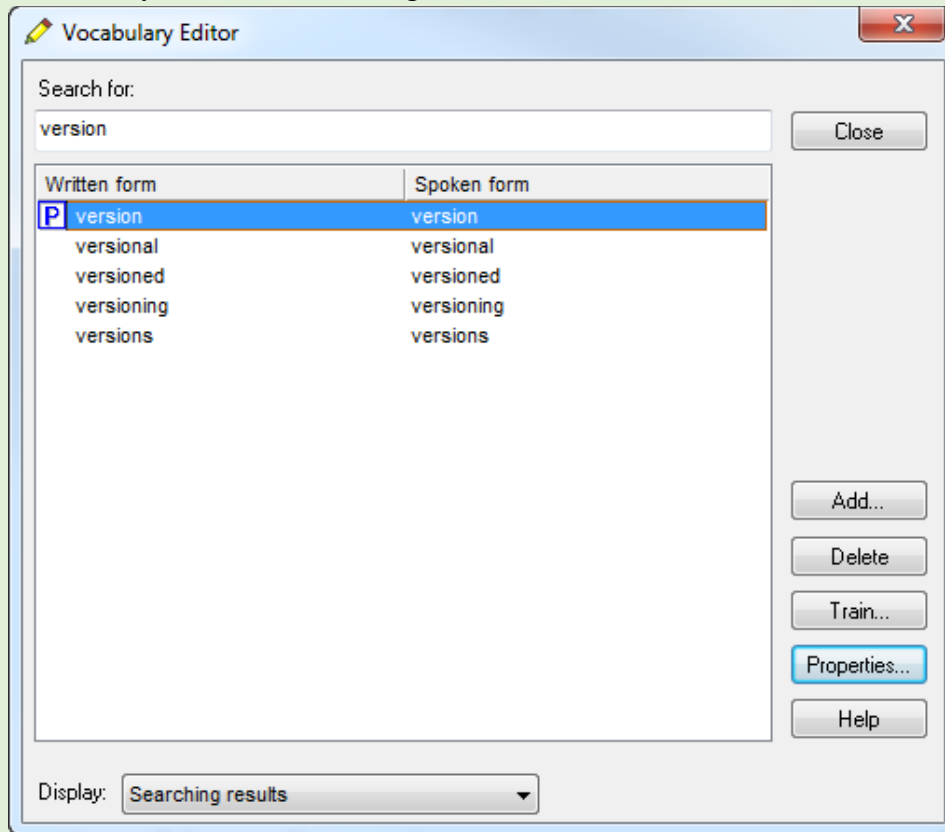 Vocabulary Editor
X
Search for:
version
Close
Written form Spoken form
P version version
versional versional
versioned versioned
versioning versioning
versions versions
Add...
Delete
Train...
Properties...
Help
Display: Searching results